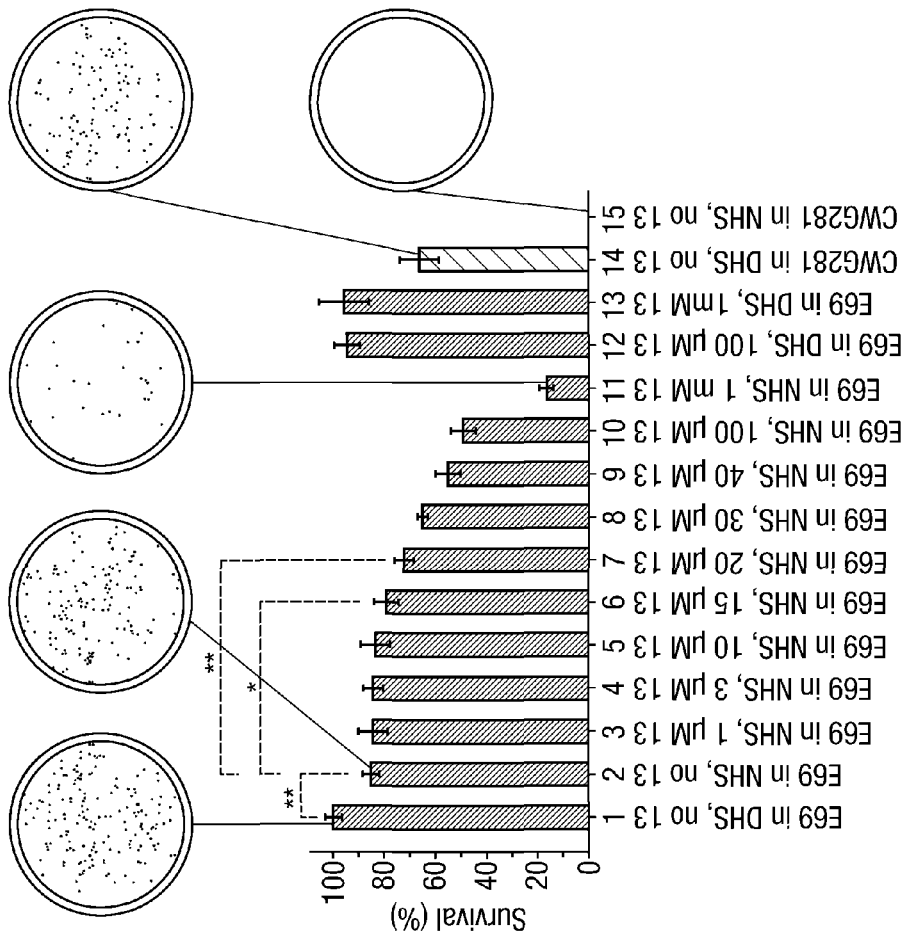 Survival (%)
100
80
60
40
20
0
**
*
**
1 E69 in DHS, no 13
2 E69 in NHS, no 13
3 E69 in NHS, 1 µM 13
4 E69 in NHS, 3 µM 13
5 E69 in NHS, 10 µM 13
6 E69 in NHS, 15 µM 13
7 E69 in NHS, 20 µM 13
8 E69 in NHS, 30 µM 13
9 E69 in NHS, 40 µM 13
10 E69 in NHS, 100 µM 13
11 E69 in NHS, 1 mM 13
12 E69 in DHS, 100 µM 13
13 E69 in DHS, 1mM 13
14 CWG281 in DHS, no 13
15 CWG281 in NHS, no 13